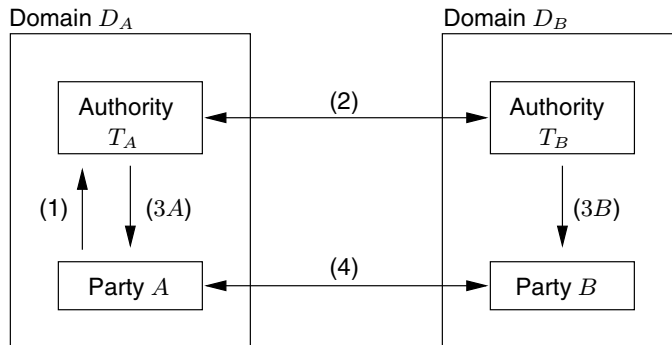 Domain D_A
Domain D_B
Authority
T_A
(2)
Authority
T_B
(1)
(3A)
(3B)
Party A
(4)
Party B